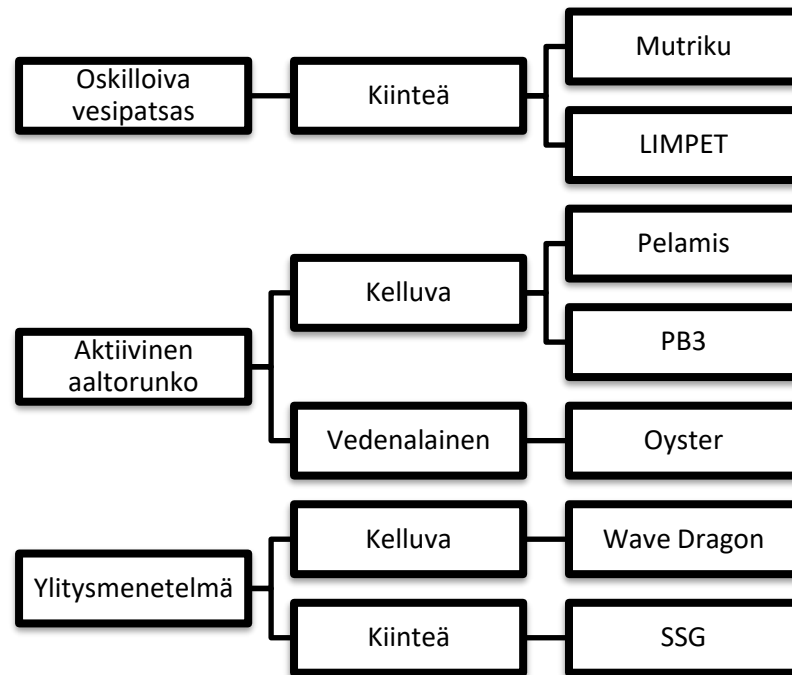 Oskilloiva
vesipatsas
Kiinteä
Mutriku
LIMPET
Aktiivinen
aaltorunko
Kelluva
Pelamis
PB3
Vedenalainen
Oyster
Ylitysmenetelmä
Kelluva
Wave Dragon
Kiinteä
SSG